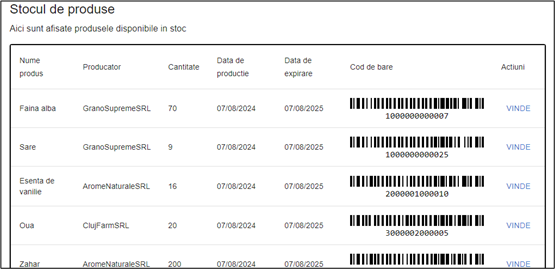 Stocul de produse
Aici sunt afisate produsele disponibile in stoc
Nume produs Producator Cantitate Data de productie Data de expirare Cod de bare Actiuni
Faina alba GranoSupremeSRL 70 07/08/2024 07/08/2025 1000000000007 VINDE
Sare GranoSupremeSRL 9 07/08/2024 07/08/2025 1000000000025 VINDE
Esenta de vanilie AromeNaturaleSRL 16 07/08/2024 07/08/2025 2000001000010 VINDE
Oua ClujFarmSRL 20 07/08/2024 07/08/2025 3000002000005 VINDE
Zahar AromeNaturaleSRL 200 07/08/2024 07/08/2025 VINDE